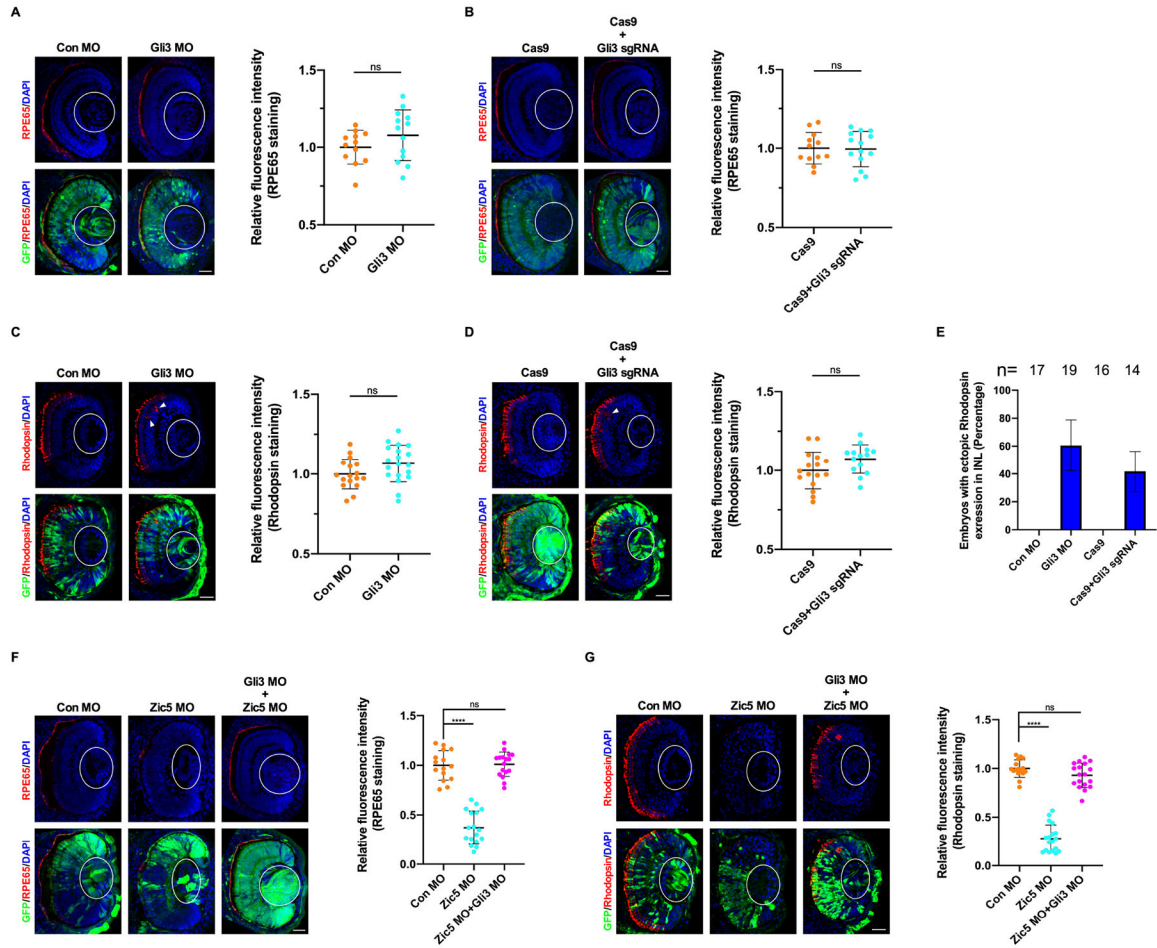 A
Con MO
Gli3 MO
RPE65/DAPI
GFP/RPE65/DAPI
Relative fluorescence intensity
(RPE65 staining)
1.5
1.0
0.5
ns
Con MO
Gli3 MO
B
Cas9
Cas9
+
Gli3 sgRNA
RPE65/DAPI
GFP/RPE65/DAPI
Relative fluorescence intensity
(RPE65 staining)
1.5
1.0
0.5
ns
Cas9
Cas9+Gli3 sgRNA
C
Con MO
Gli3 MO
Rhodopsin/DAPI
GFP/Rhodopsin/DAPI
Relative fluorescence intensity
(Rhodopsin staining)
1.5
1.0
0.5
ns
Con MO
Gli3 MO
D
Cas9
Cas9
+
Gli3 sgRNA
Rhodopsin/DAPI
GFP/Rhodopsin/DAPI
Relative fluorescence intensity
(Rhodopsin staining)
1.5
1.0
0.5
ns
Cas9
Cas9+Gli3 sgRNA
E
n= 17 19 16 14
Embryos with ectopic Rhodopsin
exression in INL (Percentage)
100
80
60
40
20
0
Con MO
Gli3 MO
Cas9
Cas9+Gli3 sgRNA
F
Con MO
Zic5 MO
Gli3 MO
+
Zic5 MO
RPE65/DAPI
GFP/RPE65/DAPI
Relative fluorescence intensity
(RPE65 staining)
1.5
1.0
0.5
0.0
ns
****
Con MO
Zic5 MO
Zic5 MO+Gli3 MO
G
Con MO
Zic5 MO
Gli3 MO
+
Zic5 MO
Rhodopsin/DAPI
GFP/Rhodopsin/DAPI
Relative fluorescence intensity
(Rhodopsin staining)
1.5
1.0
0.5
0.0
ns
****
Con MO
Zic5 MO
Zic5 MO+Gli3 MO